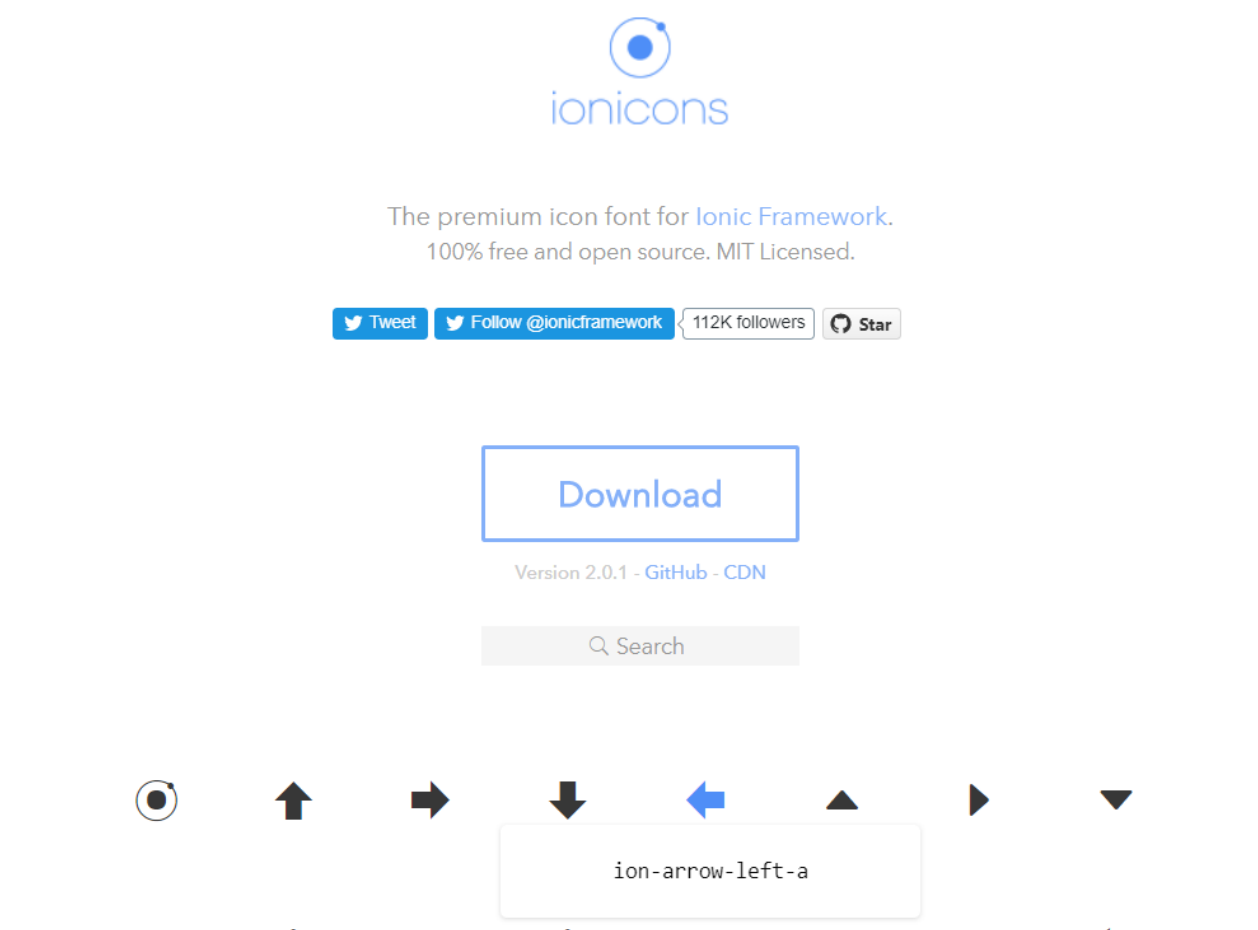 ionicons
The premium icon font for Ionic Framework.
100% free and open source. MIT Licensed.
Tweet Follow @ionicframework 112K followers Star
Download
Version 2.0.1 - GitHub - CDN
Search
ion-arrow-left-a